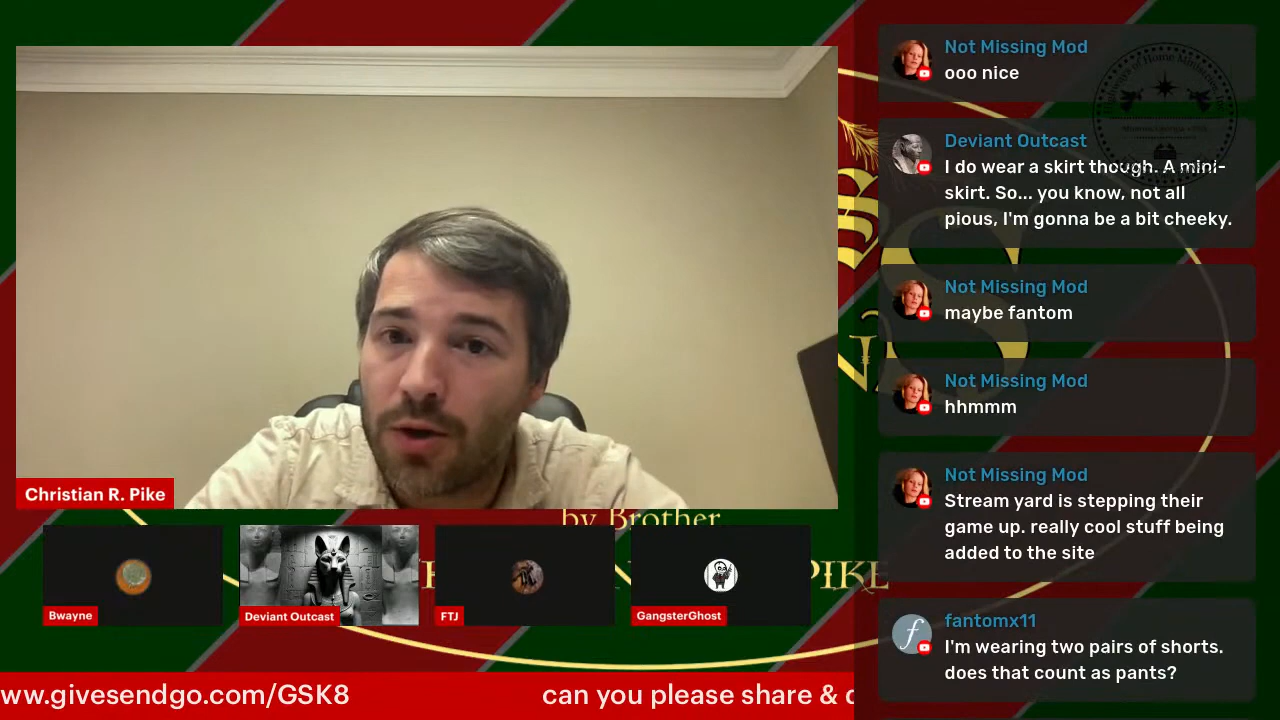 Christian R. Pike
by Brother
PIKE
Bwayne
Deviant Outcast
FTJ
GangsterGhost
ww.givesendgo.com/GSK8
can you please share &
Not Missing Mod
ooo nice
Deviant Outcast
I do wear a skirt though. A mini-
skirt. So... you know, not all
pious, I'm gonna be a bit cheeky.
Not Missing Mod
maybe fantom
Not Missing Mod
hhmmm
Not Missing Mod
Stream yard is stepping their
game up. really cool stuff being
added to the site
fantomx11
I'm wearing two pairs of shorts.
does that count as pants?